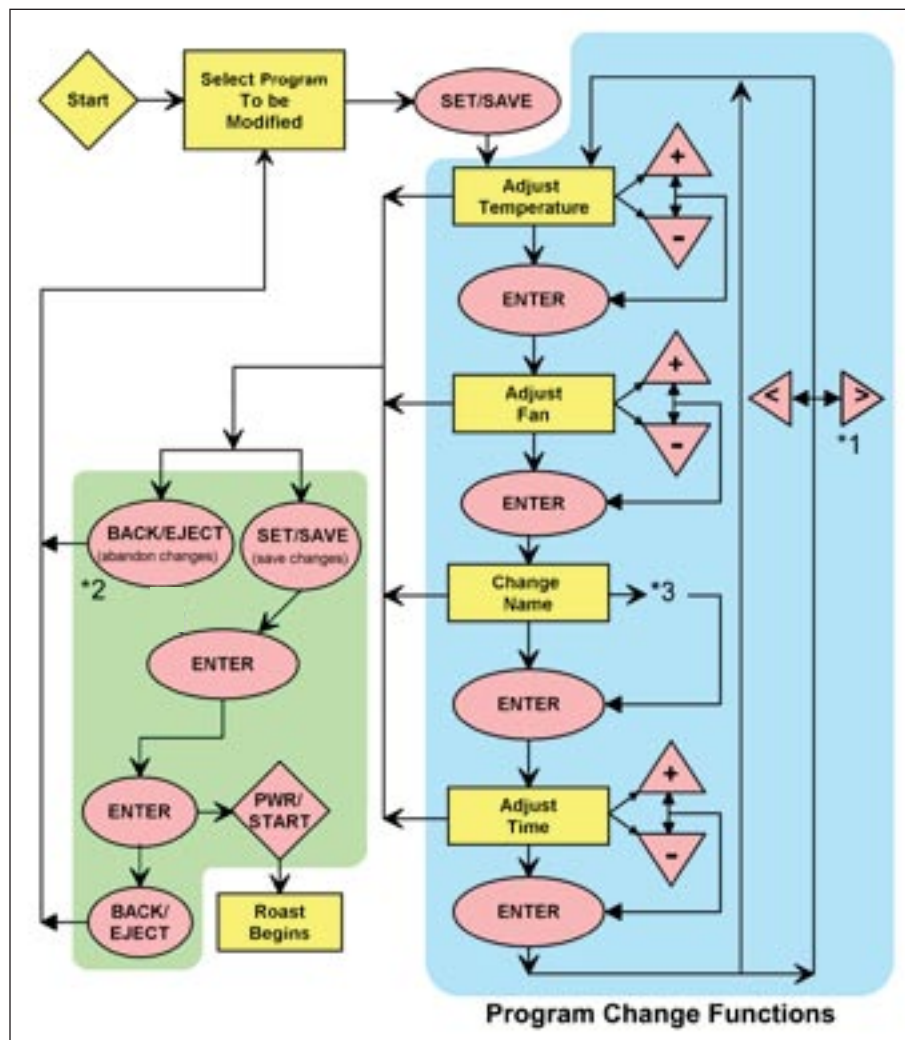 Start
Select Program
To be
Modified
SET/SAVE
Adjust
Temperature
+
-
ENTER
Adjust
Fan
+
-
<
>
*1
ENTER
BACK/EJECT
(abandon changes)
SET/SAVE
(save changes)
*2
Change
Name
*3
ENTER
ENTER
Adjust
Time
+
-
ENTER
PWR/
START
ENTER
BACK/
EJECT
Roast
Begins
Program Change Functions